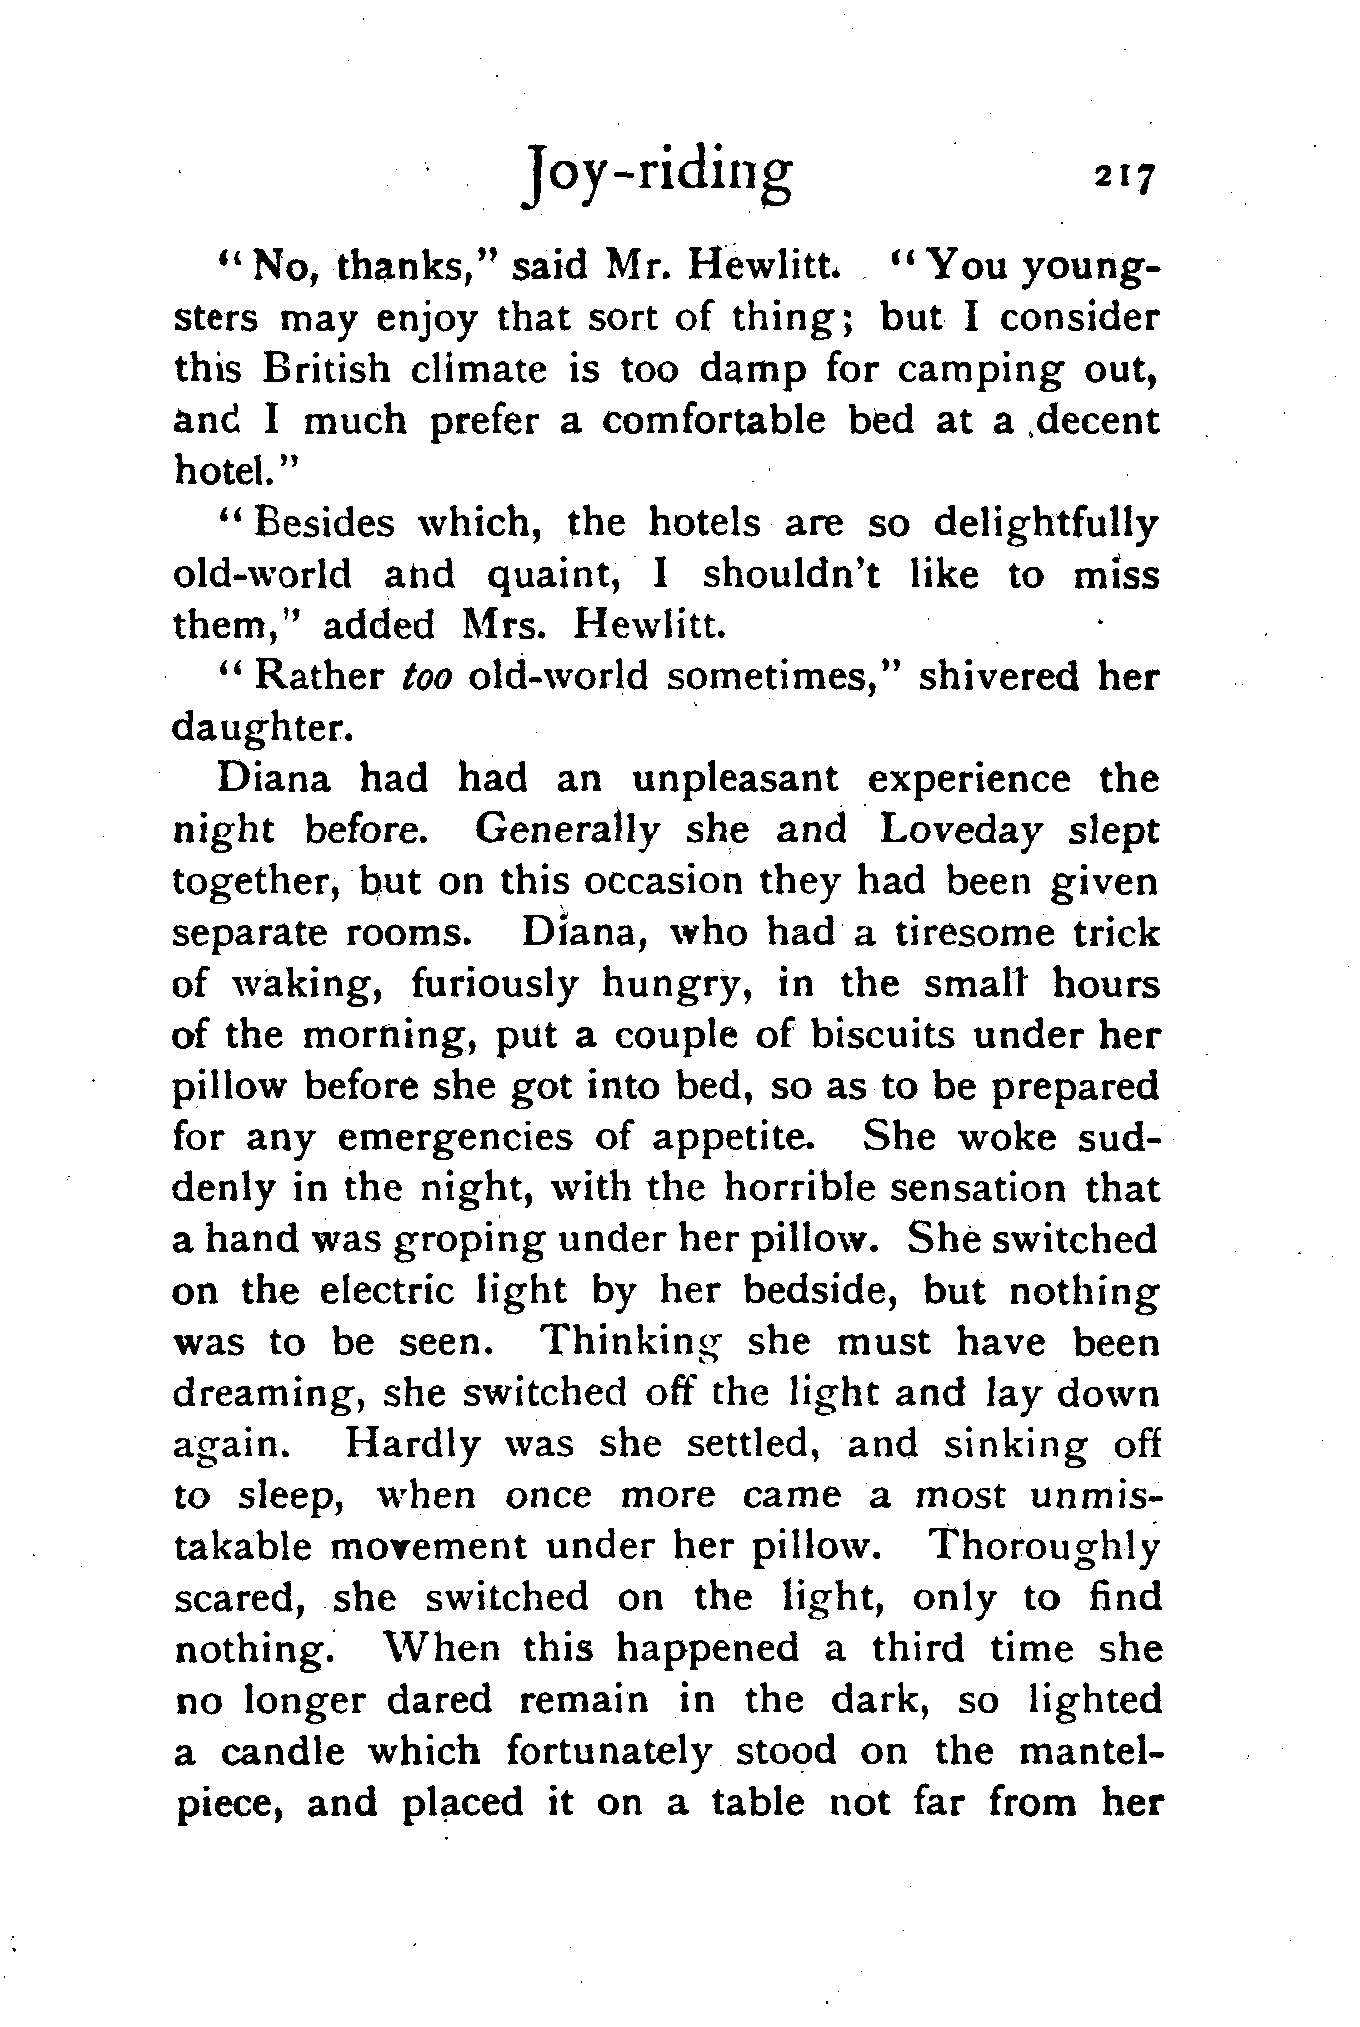 Joy-riding 217
"No, thanks," said Mr. Hewlitt. "You young-
sters may enjoy that sort of thing; but I consider
this British climate is too damp for camping out,
and I much prefer a comfortable bed at a decent
hotel."
"Besides which, the hotels are so delightfully
old-world and quaint, I shouldn't like to miss
them," added Mrs. Hewlitt.
"Rather too old-world sometimes," shivered her
daughter.
Diana had had an unpleasant experience the
night before. Generally she and Loveday slept
together, but on this occasion they had been given
separate rooms. Diana, who had a tiresome trick
of waking, furiously hungry, in the small hours
of the morning, put a couple of biscuits under her
pillow before she got into bed, so as to be prepared
for any emergencies of appetite. She woke sud-
denly in the night, with the horrible sensation that
a hand was groping under her pillow. She switched
on the electric light by her bedside, but nothing
was to be seen. Thinking she must have been
dreaming, she switched off the light and lay down
again. Hardly was she settled, and sinking off
to sleep, when once more came a most unmis-
takable movement under her pillow. Thoroughly
scared, she switched on the light, only to find
nothing. When this happened a third time she
no longer dared remain in the dark, so lighted
a candle which fortunately stood on the mantel-
piece, and placed it on a table not far from her